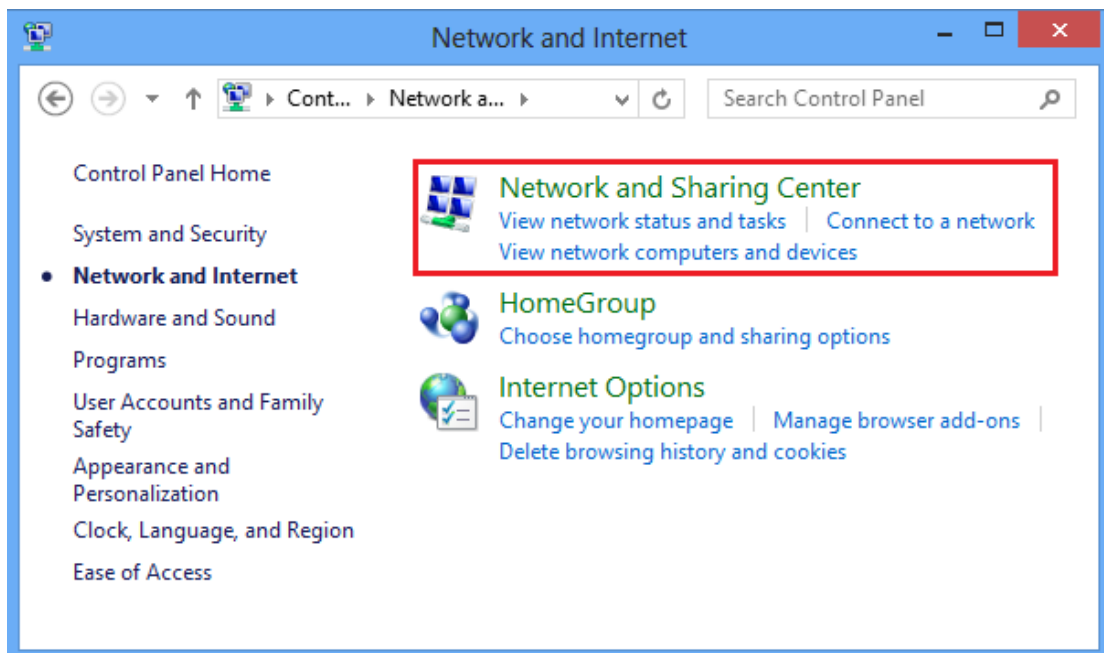 Network and Internet
Cont... Network a... Search Control Panel
Control Panel Home
System and Security
Network and Internet
Hardware and Sound
Programs
User Accounts and Family
Safety
Appearance and
Personalization
Clock, Language, and Region
Ease of Access
Network and Sharing Center
View network status and tasks Connect to a network
View network computers and devices
HomeGroup
Choose homegroup and sharing options
Internet Options
Change your homepage Manage browser add-ons
Delete browsing history and cookies